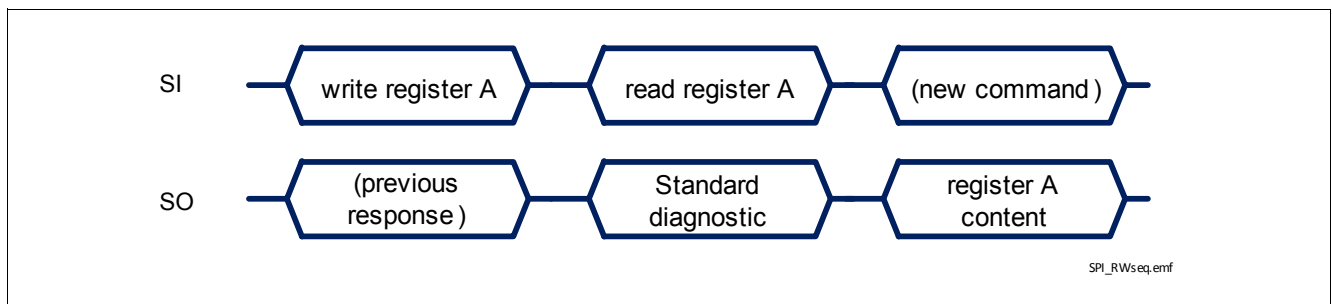 SI
write register A
read register A
(new command)
SO
(previous
response)
Standard
diagnostic
register A
content
SPI_RWseq.emf